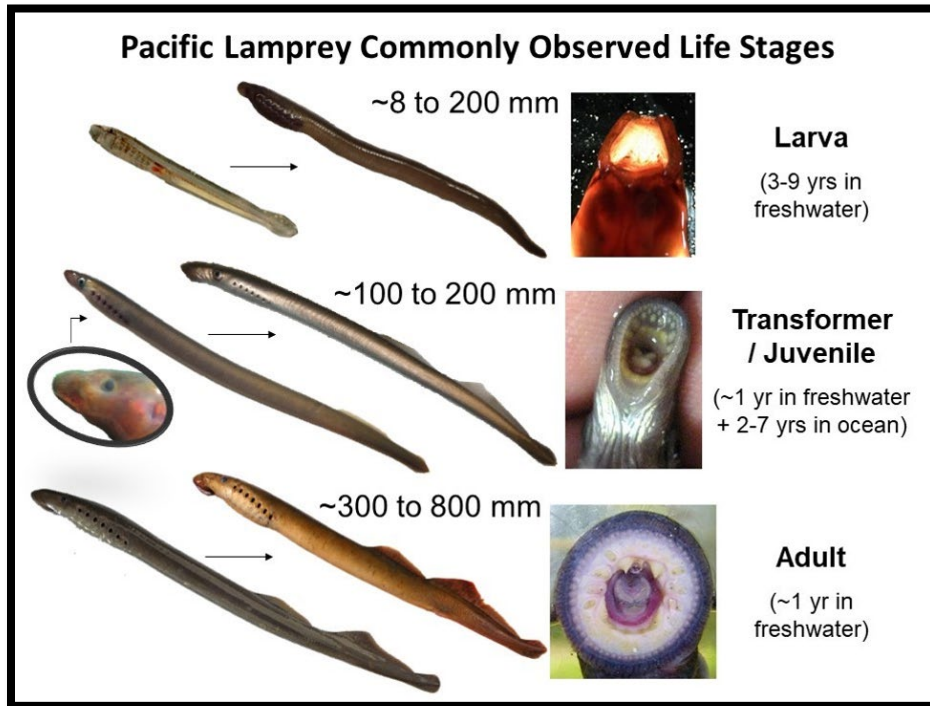 Pacific Lamprey Commonly Observed Life Stages
~8 to 200 mm
Larva
(3-9 yrs in
freshwater)
~100 to 200 mm
Transformer
/ Juvenile
(~1 yr in freshwater
+ 2-7 yrs in ocean)
~300 to 800 mm
Adult
(~1 yr in
freshwater)